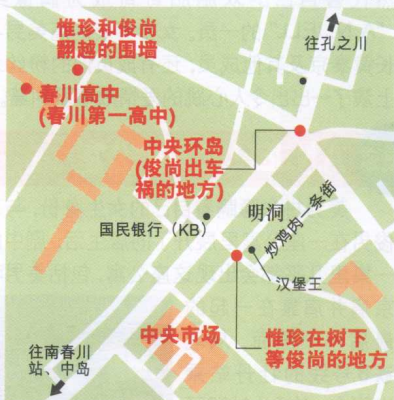 惟珍和俊尚
翻越的围墙
往孔之川
春川高中
(春川第一高中)
中央环岛
(俊尚出车
祸的地方)
明洞
炒鸡肉一条街
国民银行（KB）
汉堡王
中央市场
惟珍在树下
等俊尚的地方
往南春川
站、中岛